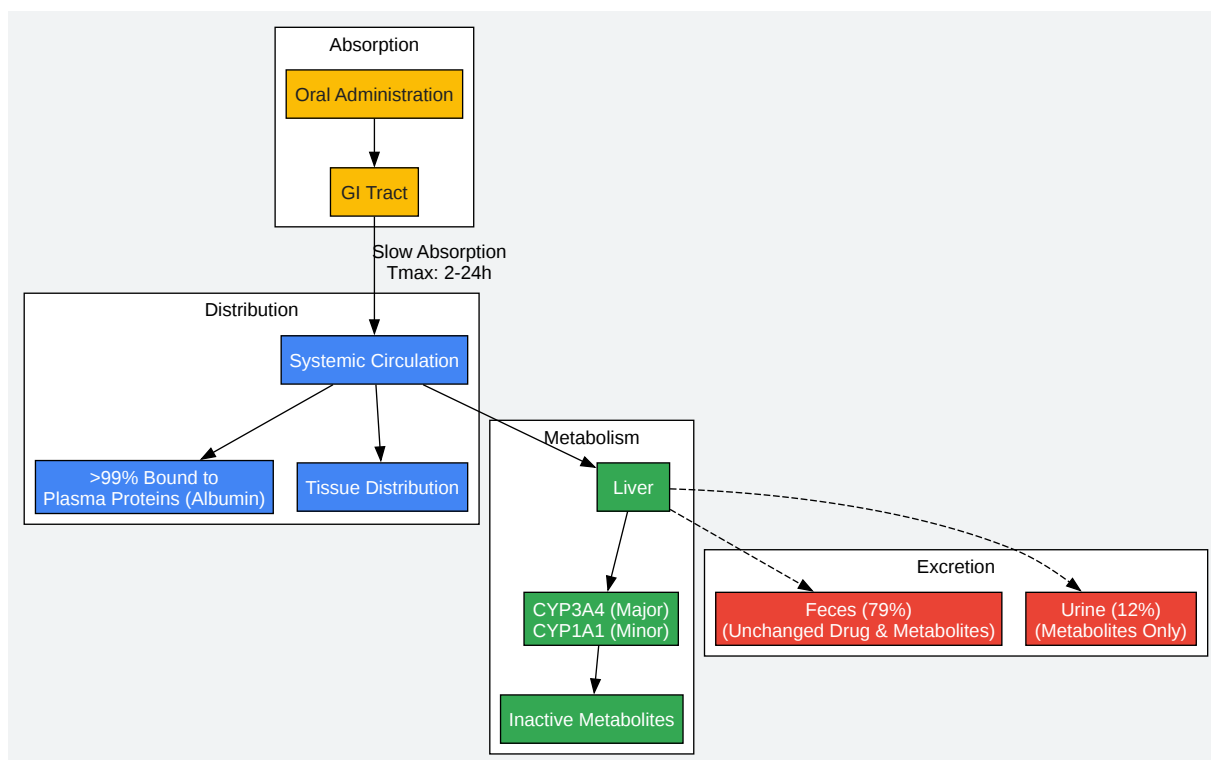 Absorption
Oral Administration
GI Tract
Slow Absorption
Tmax: 2-24h
Distribution
Systemic Circulation
>99% Bound to
Plasma Proteins (Albumin)
Tissue Distribution
Metabolism
Liver
CYP3A4 (Major)
CYP1A1 (Minor)
Inactive Metabolites
Excretion
Feces (79%)
(Unchanged Drug & Metabolites)
Urine (12%)
(Metabolites Only)